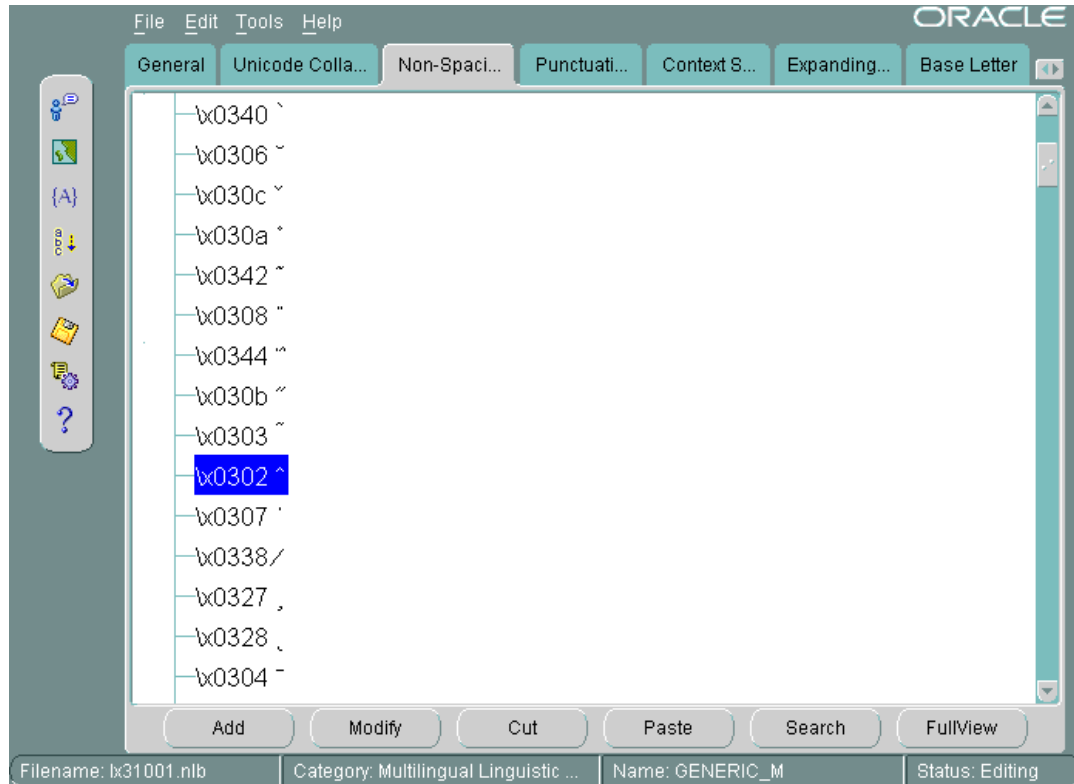 File Edit Tools Help ORACLE
General Unicode Colla... Non-Spaci... Punctuati... Context S... Expanding... Base Letter
{A}
a
b
c
?
\x0340 `
\x0306 ˘
\x030c ˇ
\x030a ˚
\x0342 ˜
\x0308 ¨
\x0344 ΅
\x030b ˝
\x0303 ˜
\x0302 ^
\x0307 ˙
\x0338 /
\x0327 ¸
\x0328 ˛
\x0304 ¯
Add Modify Cut Paste Search FullView
Filename: lx31001.nlb Category: Multilingual Linguistic ... Name: GENERIC_M Status: Editing